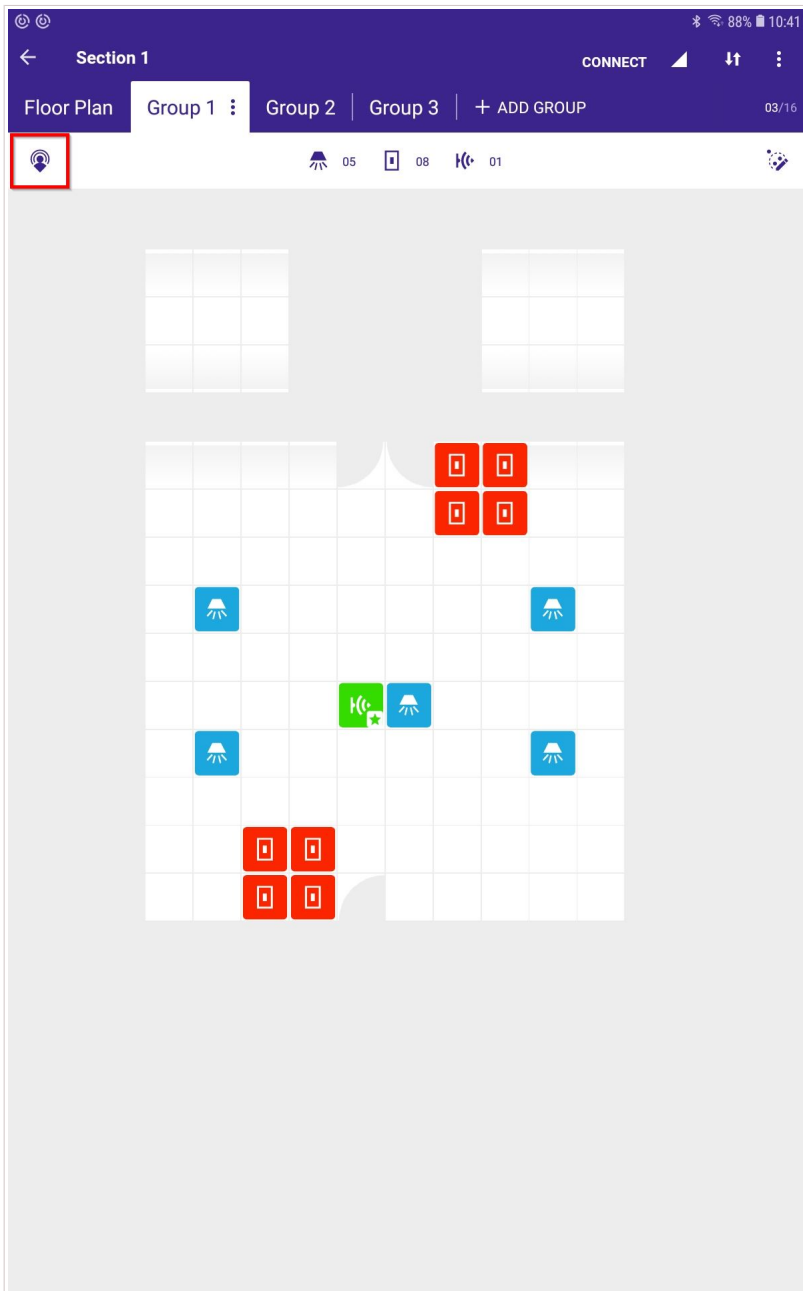 88% 10:41
Section 1 CONNECT
Floor Plan Group 1 Group 2 Group 3 + ADD GROUP 03/16
05 08 01